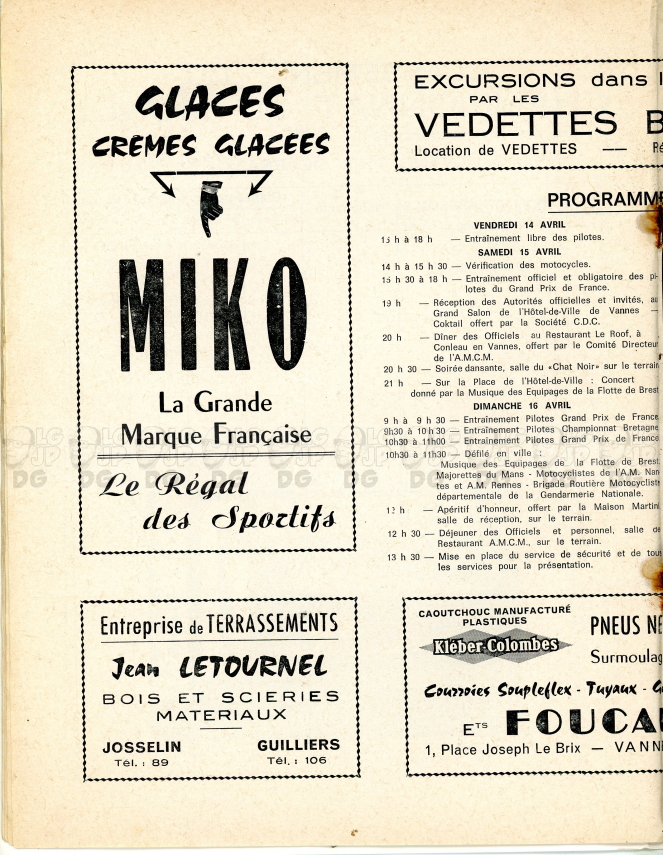 GLACES
CRÈMES GLACÉES
MIKO
La Grande
Marque Française
Le Régal
des Sportifs
Entreprise de TERRASSEMENTS
Jean LETOURNEL
BOIS ET SCIERIES
MATERIAUX
JOSSELIN GUILLIERS
Tél. : 89 Tél. : 106
EXCURSIONS dans l
PAR LES
VEDETTES B
Location de VEDETTES — Ré
PROGRAMME
VENDREDI 14 AVRIL
15 h à 18 h — Entraînement libre des pilotes.
SAMEDI 15 AVRIL
14 h à 15 h 30 — Vérification des motocycles.
15 h 30 à 18 h — Entraînement officiel et obligatoire des pi-
lotes du Grand Prix de France.
19 h — Réception des Autorités officielles et invités, au
Grand Salon de l'Hôtel-de-Ville de Vannes —
Coktail offert par la Société C.D.C.
20 h — Dîner des Officiels au Restaurant Le Roof, à
Conleau en Vannes, offert par le Comité Directeur
de l'A.M.C.M.
20 h 30 — Soirée dansante, salle du «Chat Noir» sur le terrain
21 h — Sur la Place de l'Hôtel-de-Ville : Concert
donné par la Musique des Equipages de la Flotte de Brest
DIMANCHE 16 AVRIL
9 h à 9 h 30 — Entraînement Pilotes Grand Prix de France
9h30 à 10h30 — Entraînement Pilotes Championnat Bretagne
10h30 à 11h00 — Entraînement Pilotes Grand Prix de France
10h30 à 11h30 — Défilé en ville :
Musique des Equipages de la Flotte de Brest
Majorettes du Mans - Motocyclistes de l'A.M. Nan
tes et A.M. Rennes - Brigade Routière Motocycliste
départementale de la Gendarmerie Nationale.
12 h — Apéritif d'honneur, offert par la Maison Martini
salle de réception, sur le terrain.
12 h 30 — Déjeuner des Officiels et personnel, salle de
Restaurant A.M.C.M., sur le terrain.
13 h 30 — Mise en place du service de sécurité et de tous
les services pour la présentation.
CAOUTCHOUC MANUFACTURÉ
PLASTIQUES
Kléber-Colombes
PNEUS NE
Surmoulag
Courroies Soupleflex - Tuyaux - G
Ets FOUCA
1, Place Joseph Le Brix — VANN